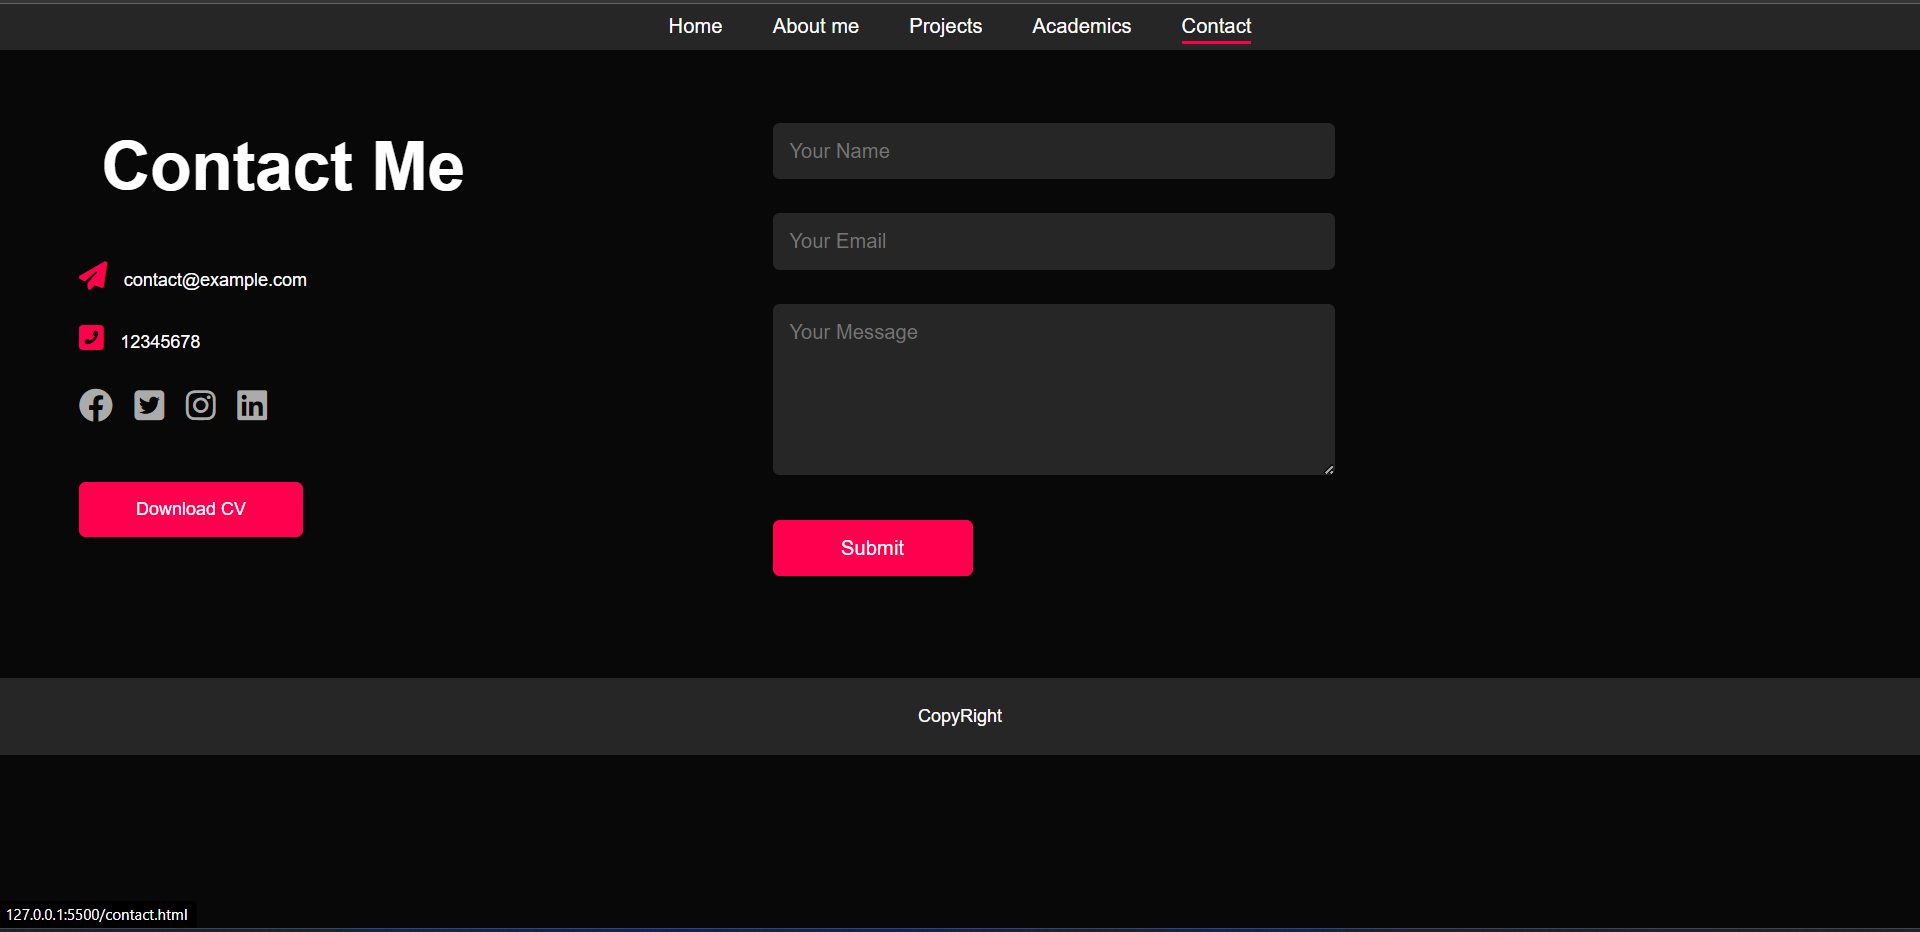 Home About me Projects Academics Contact
Contact Me
contact@example.com
12345678
Download CV
Your Name
Your Email
Your Message
Submit
CopyRight
127.0.0.1:5500/contact.html